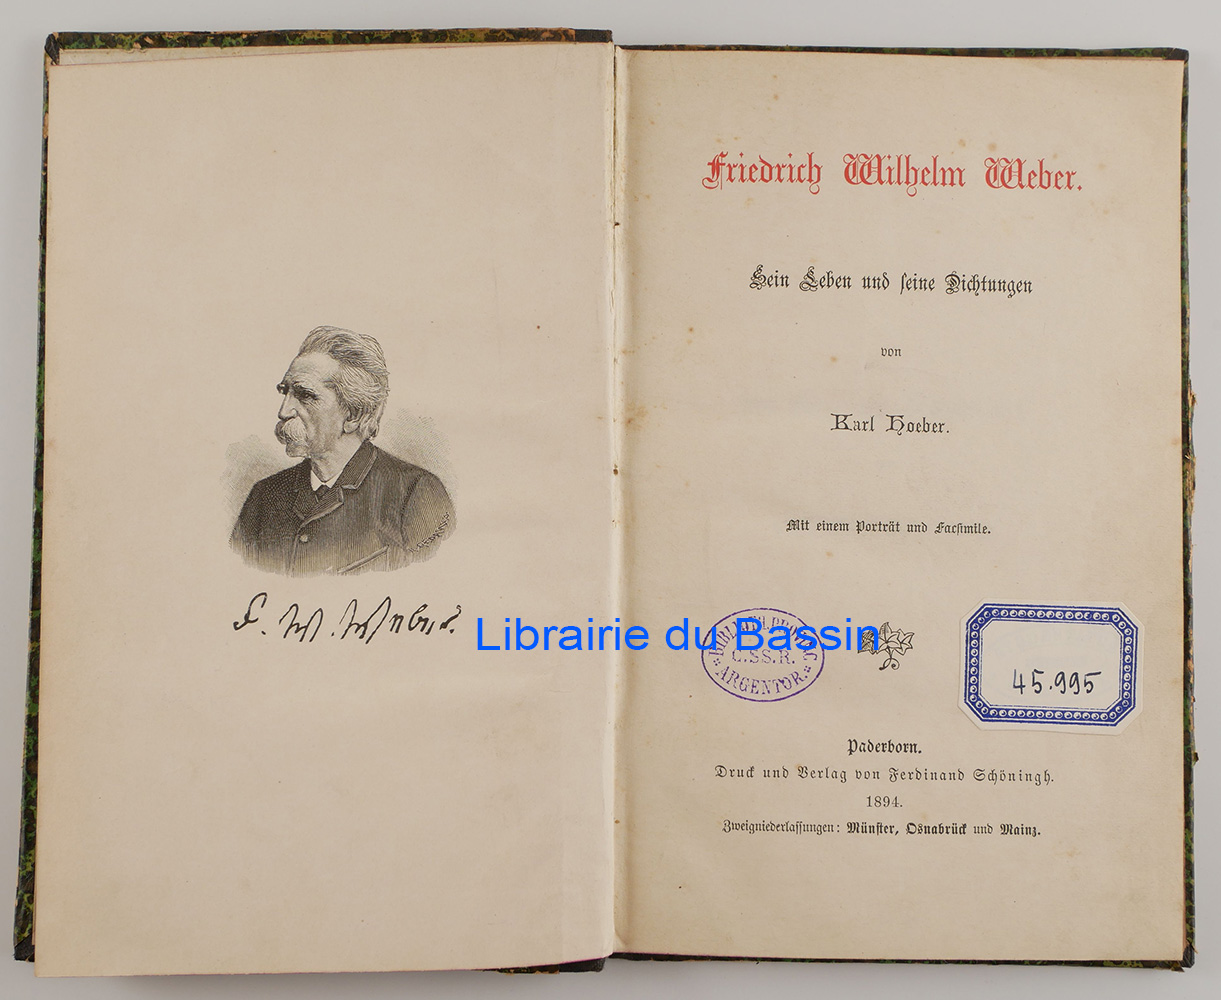 F. W. Weber.
Librairie du Bassin
Friedrich Wilhelm Weber.
Sein Leben und seine Dichtungen
von
Karl Hoeber.
Mit einem Porträt und Facsimile.
C.SS.R.
ARGENTOR.
45.995
Paderborn.
Druck und Verlag von Ferdinand Schöningh.
1894.
Zweigniederlassungen: Münster, Osnabrück und Mainz.